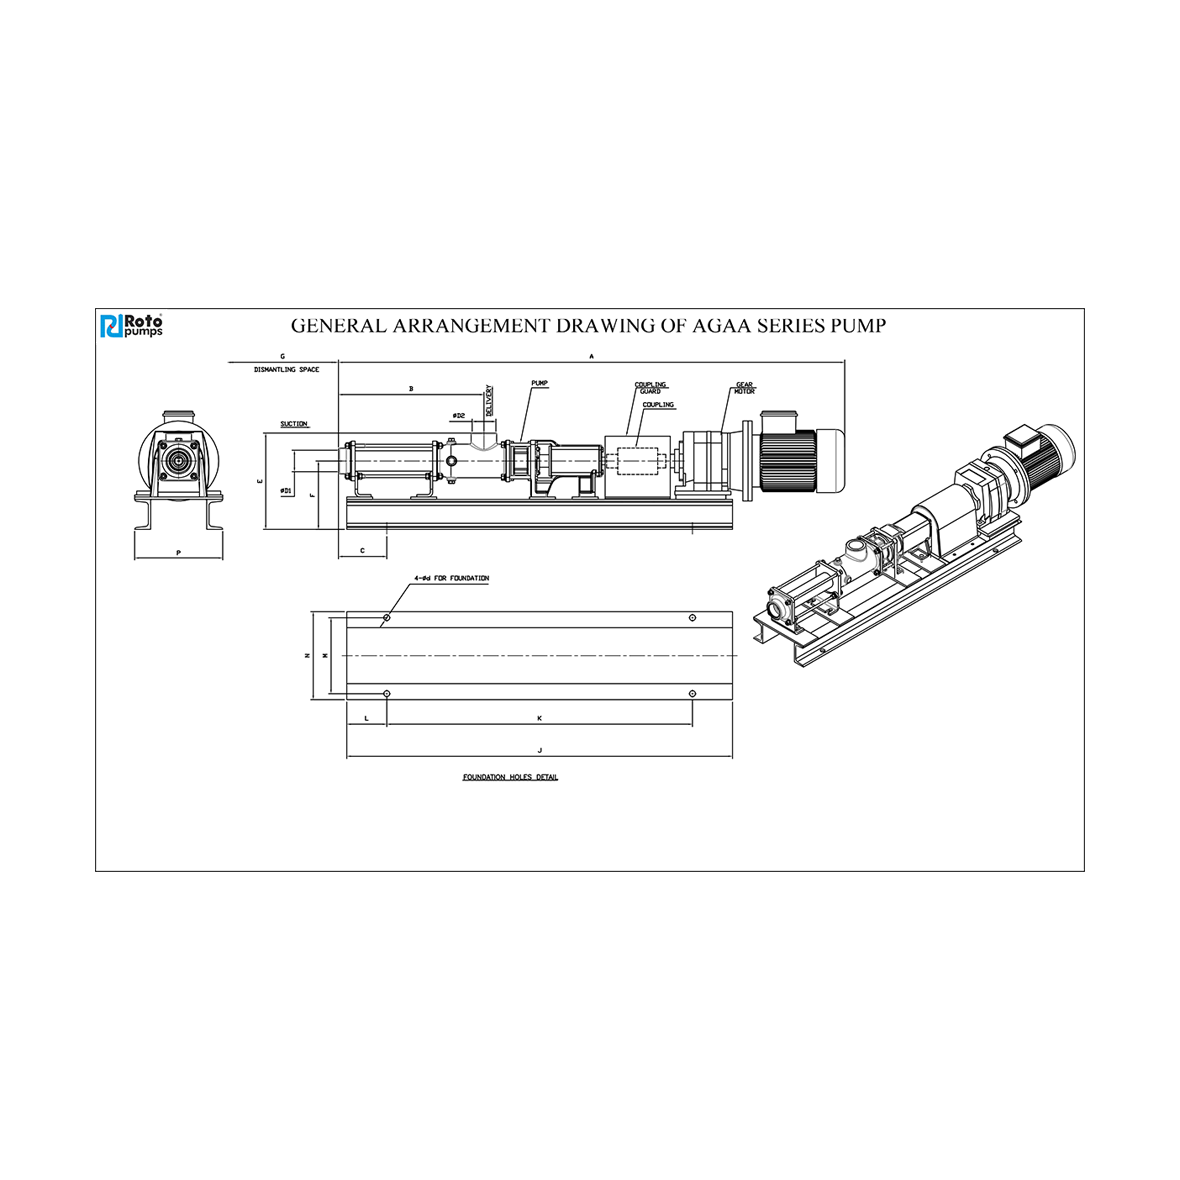 Roto
pumps
GENERAL ARRANGEMENT DRAWING OF AGAA SERIES PUMP
G
A
DISMANTLING SPACE
B
DELIVERY
PUMP
COUPLING
GUARD
GEAR
MOTOR
COUPLING
ØD2
SUCTION
E
ØD1
F
C
P
4-Ød FOR FOUNDATION
N
M
L
K
J
FOUNDATION HOLES DETAIL